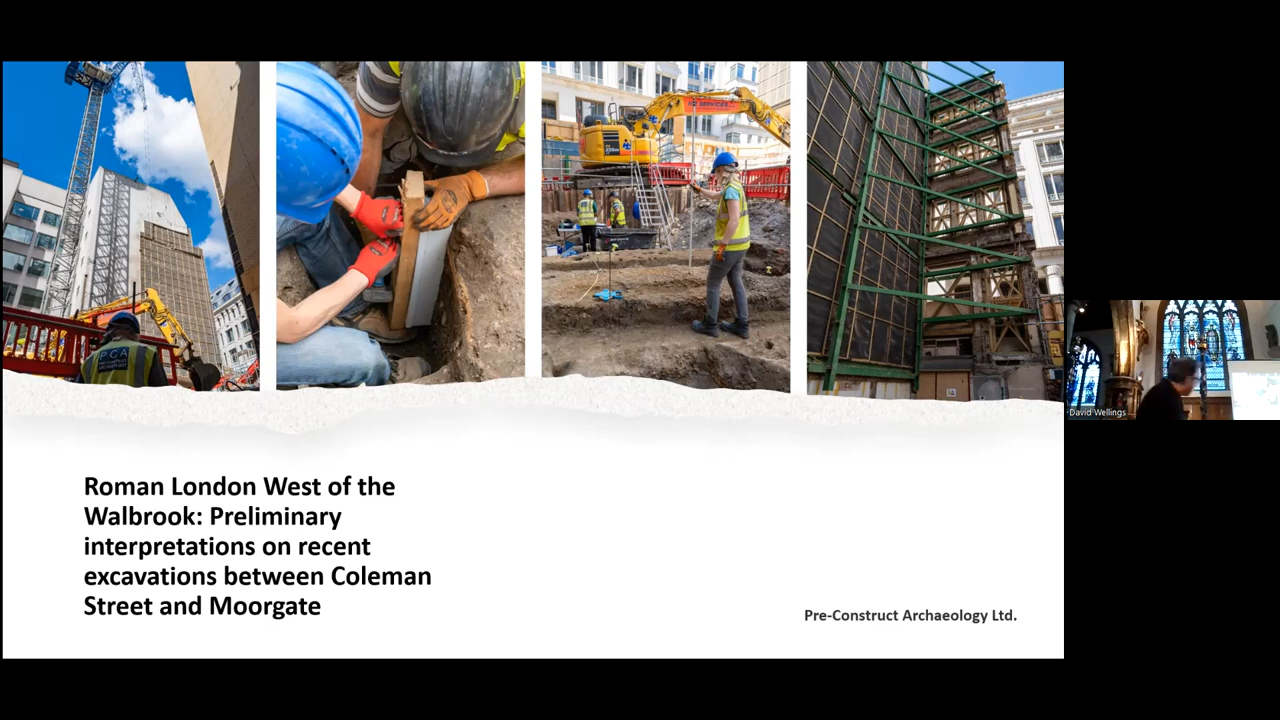 PCA
Roman London West of the
Walbrook: Preliminary
interpretations on recent
excavations between Coleman
Street and Moorgate
Pre-Construct Archaeology Ltd.
David Wellings